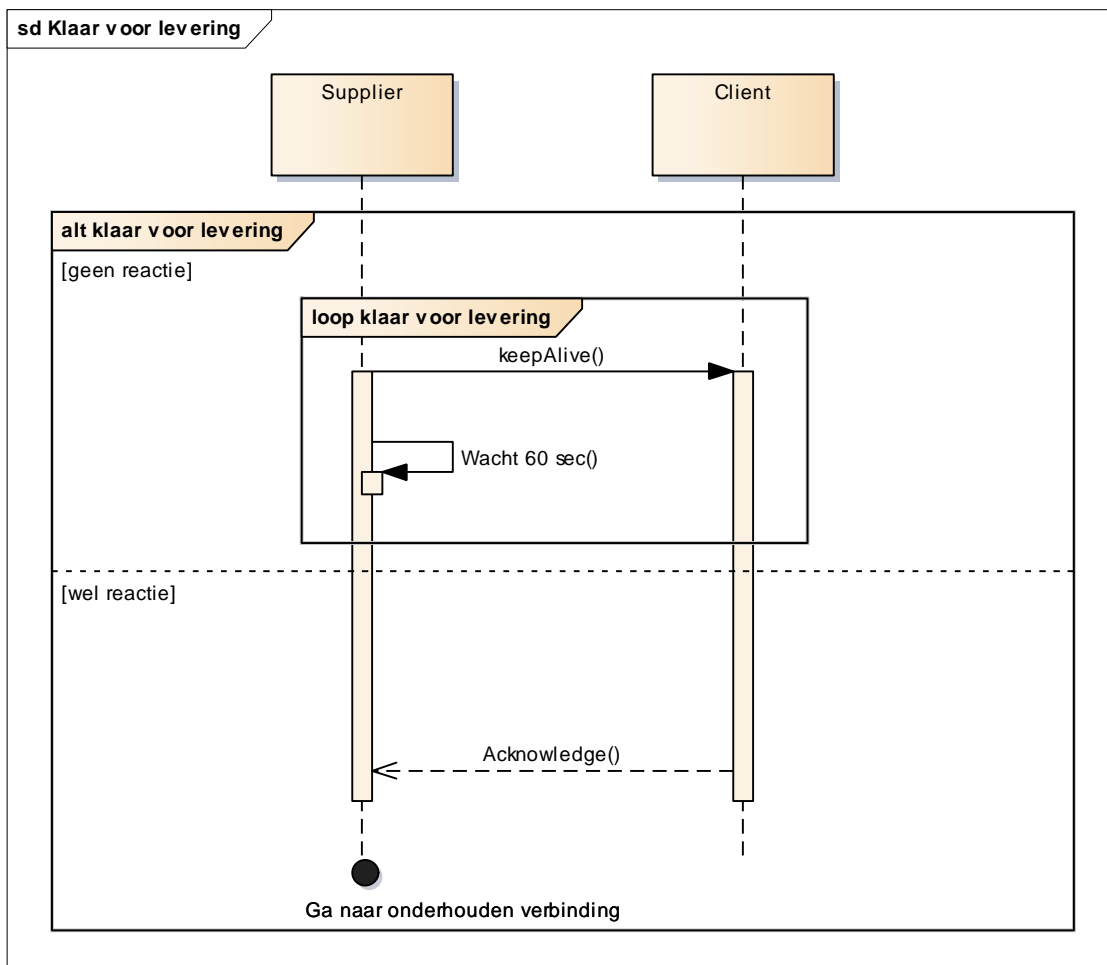 sd Klaar voor levering
Supplier
Client
alt klaar voor levering
[geen reactie]
loop klaar voor levering
keepAlive()
Wacht 60 sec()
[wel reactie]
Acknowledge()
Ga naar onderhouden verbinding